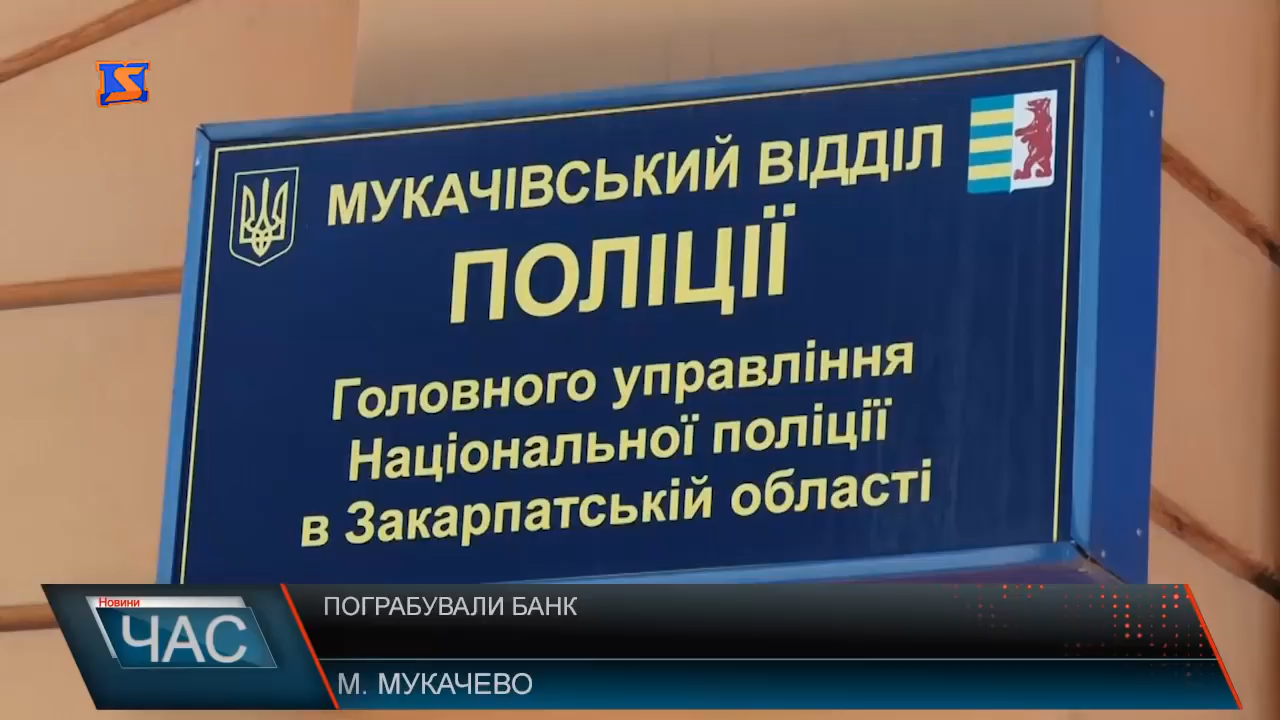 МУКАЧІВСЬКИЙ ВІДДІЛ
ПОЛІЦІЇ
Головного управління
Національної поліції
в Закарпатській області
ПОГРАБУВАЛИ БАНК
Новини
ЧАС
М. МУКАЧЕВО